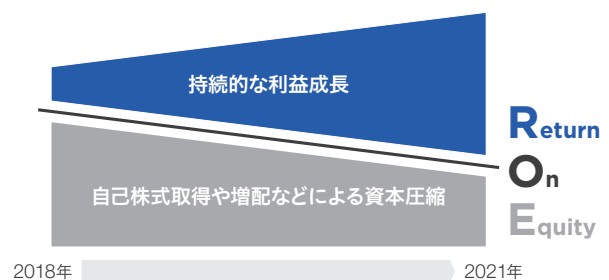 持続的な利益成長
自己株式取得や増配などによる資本圧縮
Return
On
Equity
2018年
2021年